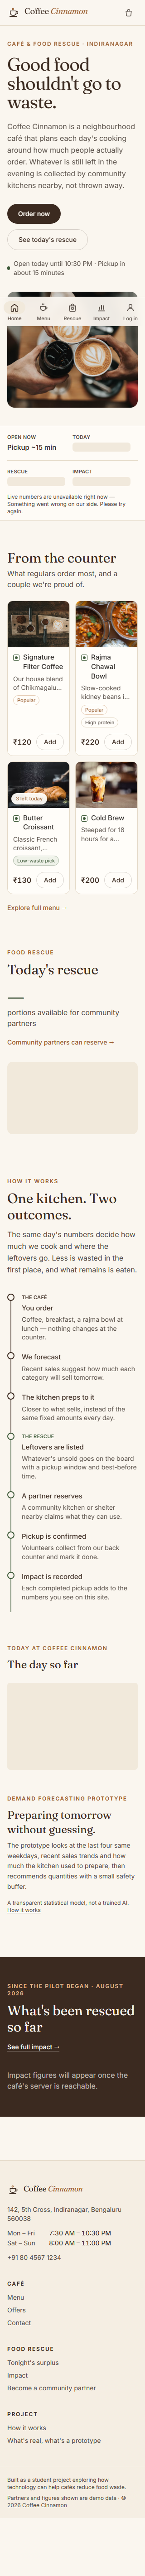 Coffee Cinnamon
CAFÉ & FOOD RESCUE · INDIRANAGAR
Good food
shouldn't go to
waste.
Coffee Cinnamon is a neighbourhood
café that plans each day's cooking
around how much people actually
order. Whatever is still left in the
evening is collected by community
kitchens nearby, not thrown away.
Order now
See today's rescue
Open today until 10:30 PM · Pickup in
about 15 minutes
Home
Menu
Rescue
Impact
Log in
OPEN NOW
Pickup ~15 min
TODAY
RESCUE
IMPACT
Live numbers are unavailable right now —
Something went wrong on our side. Please try
again.
From the counter
What regulars order most, and a
couple we're proud of.
Signature
Filter Coffee
Our house blend
of Chikmagalu...
Popular
₹120
Add
Rajma
Chawal
Bowl
Slow-cooked
kidney beans i...
Popular
High protein
₹220
Add
3 left today
Butter
Croissant
Classic French
croissant,...
Low-waste pick
₹130
Add
Cold Brew
Steeped for 18
hours for a...
₹200
Add
Explore full menu →
FOOD RESCUE
Today's rescue
—
portions available for community
partners
Community partners can reserve →
HOW IT WORKS
One kitchen. Two
outcomes.
The same day's numbers decide how
much we cook and where the
leftovers go. Less is wasted in the
first place, and what remains is eaten.
THE CAFÉ
You order
Coffee, breakfast, a rajma bowl at
lunch — nothing changes at the
counter.
We forecast
Recent sales suggest how much each
category will sell tomorrow.
The kitchen preps to it
Closer to what sells, instead of the
same fixed amounts every day.
THE RESCUE
Leftovers are listed
Whatever's unsold goes on the board
with a pickup window and best-before
time.
A partner reserves
A community kitchen or shelter
nearby claims what they can use.
Pickup is confirmed
Volunteers collect from our back
counter and mark it done.
Impact is recorded
Each completed pickup adds to the
numbers you see on this site.
TODAY AT COFFEE CINNAMON
The day so far
DEMAND FORECASTING PROTOTYPE
Preparing tomorrow
without guessing.
The prototype looks at the last four same
weekdays, recent sales trends and how
much the kitchen used to prepare, then
recommends quantities with a small safety
buffer.
A transparent statistical model, not a trained AI.
How it works
SINCE THE PILOT BEGAN · AUGUST
2026
What's been rescued
so far
See full impact →
Impact figures will appear once the
café's server is reachable.
Coffee Cinnamon
142, 5th Cross, Indiranagar, Bengaluru
560038
Mon – Fri 7:30 AM – 10:30 PM
Sat – Sun 8:00 AM – 11:00 PM
+91 80 4567 1234
CAFÉ
Menu
Offers
Contact
FOOD RESCUE
Tonight's surplus
Impact
Become a community partner
PROJECT
How it works
What's real, what's a prototype
Built as a student project exploring how
technology can help cafés reduce food waste.
Partners and figures shown are demo data · ©
2026 Coffee Cinnamon